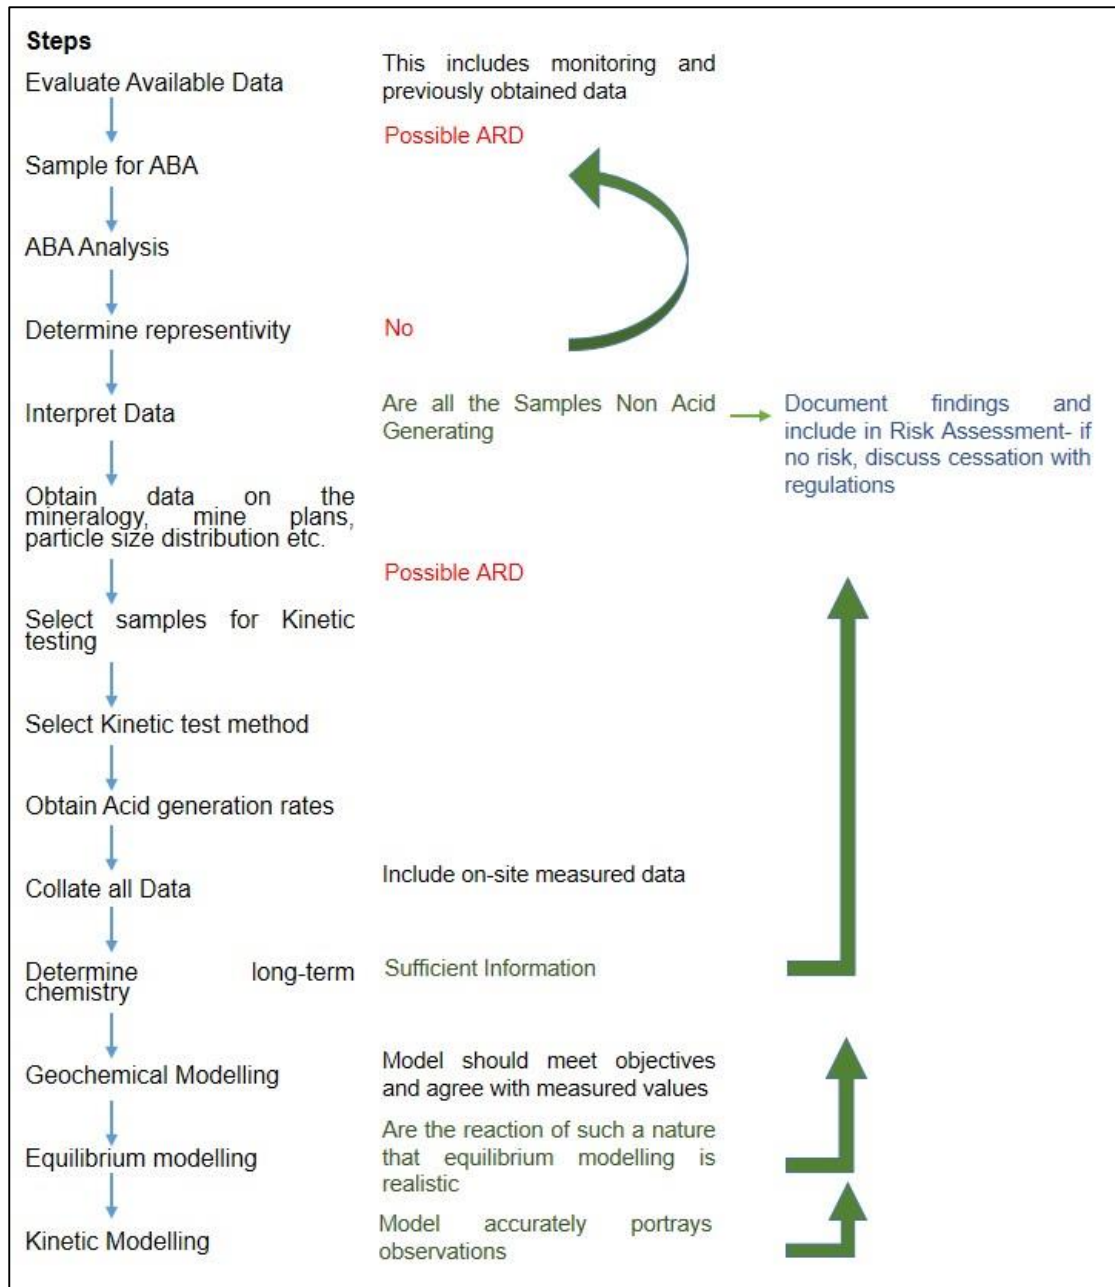 Steps
Evaluate Available Data
This includes monitoring and
previously obtained data
Possible ARD
Sample for ABA
ABA Analysis
Determine representivity
No
Interpret Data
Are all the Samples Non Acid
Generating
Document findings and
include in Risk Assessment- if
no risk, discuss cessation with
regulations
Obtain data on the
mineralogy, mine plans,
particle size distribution etc.
Possible ARD
Select samples for Kinetic
testing
Select Kinetic test method
Obtain Acid generation rates
Collate all Data
Include on-site measured data
Determine long-term
chemistry
Sufficient Information
Geochemical Modelling
Model should meet objectives
and agree with measured values
Equilibrium modelling
Are the reaction of such a nature
that equilibrium modelling is
realistic
Kinetic Modelling
Model accurately portrays
observations